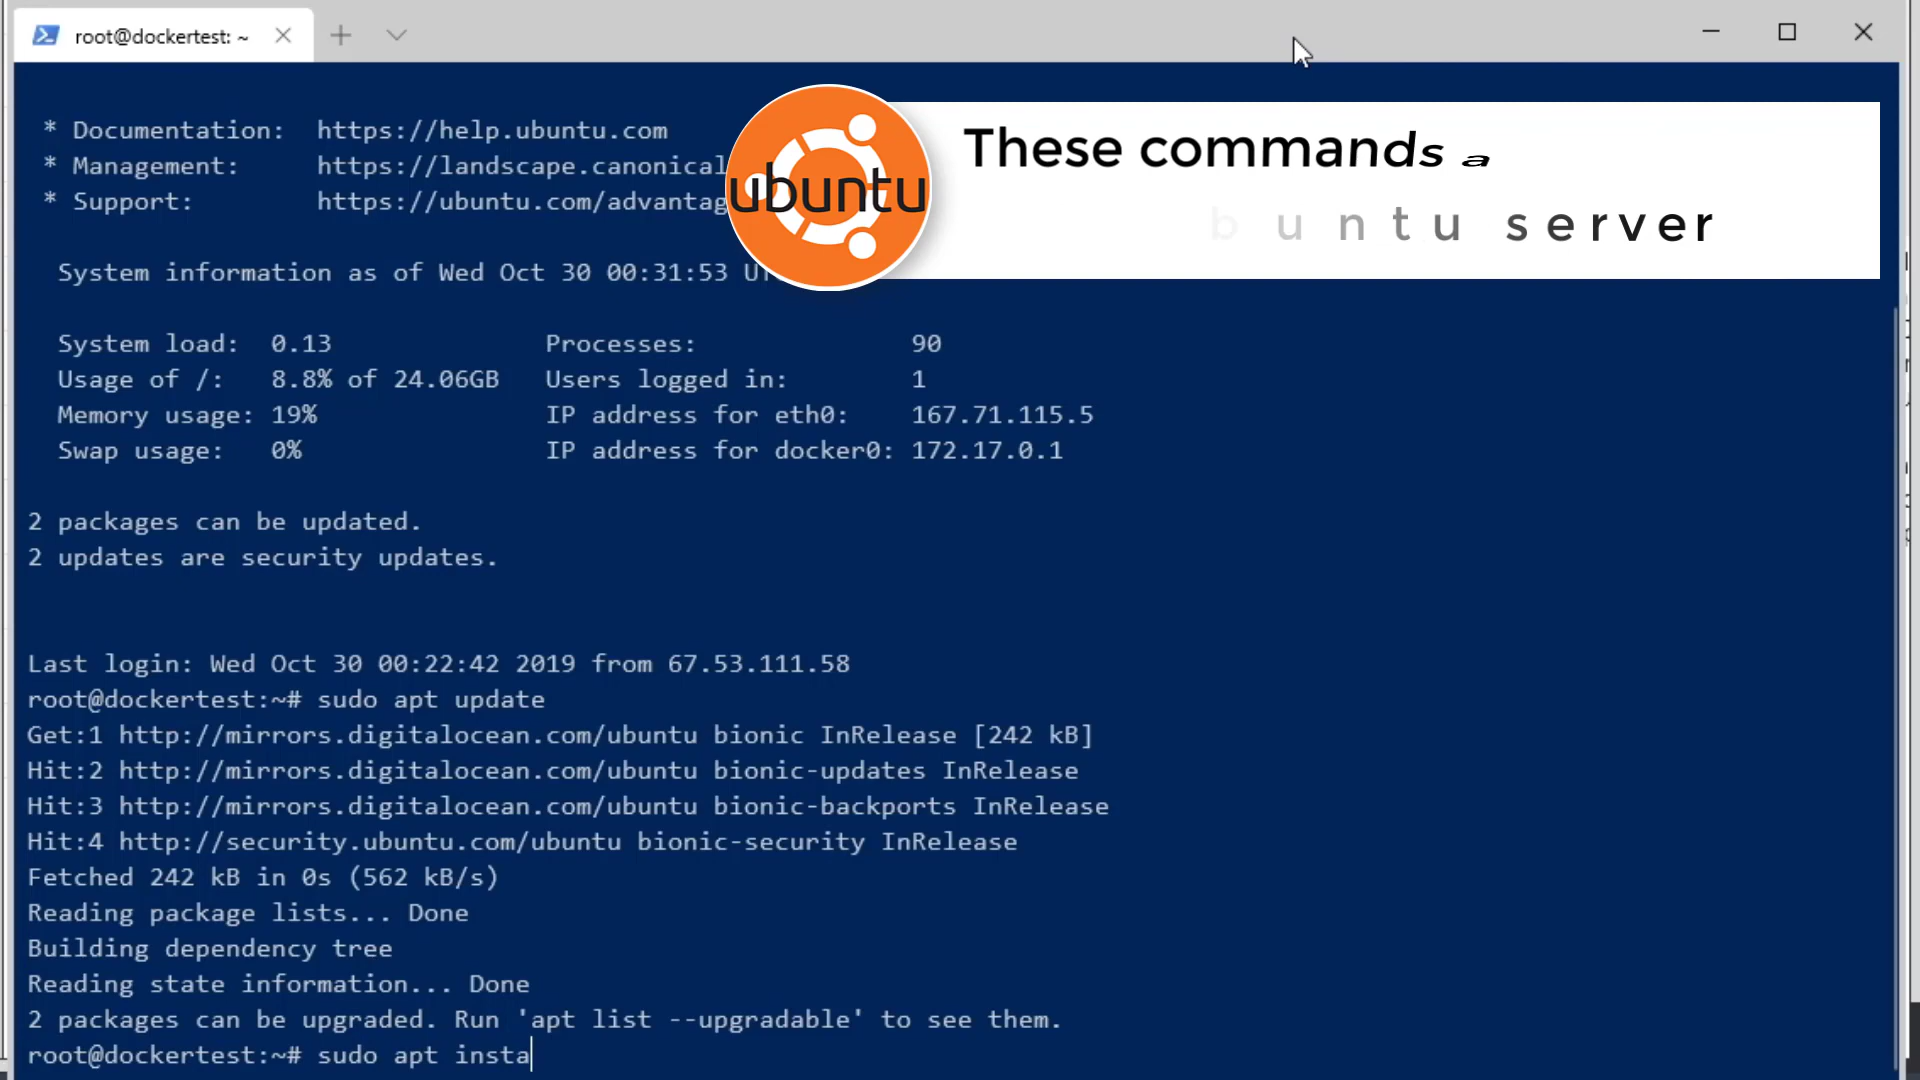 root@dockertest: ~
* Documentation: https://help.ubuntu.com
* Management: https://landscape.canonical
* Support: https://ubuntu.com/advantag
ubuntu
These commands a
buntu server
System information as of Wed Oct 30 00:31:53
System load: 0.13 Processes: 90
Usage of /: 8.8% of 24.06GB Users logged in: 1
Memory usage: 19% IP address for eth0: 167.71.115.5
Swap usage: 0% IP address for docker0: 172.17.0.1
2 packages can be updated.
2 updates are security updates.
Last login: Wed Oct 30 00:22:42 2019 from 67.53.111.58
root@dockertest:~# sudo apt update
Get:1 http://mirrors.digitalocean.com/ubuntu bionic InRelease [242 kB]
Hit:2 http://mirrors.digitalocean.com/ubuntu bionic-updates InRelease
Hit:3 http://mirrors.digitalocean.com/ubuntu bionic-backports InRelease
Hit:4 http://security.ubuntu.com/ubuntu bionic-security InRelease
Fetched 242 kB in 0s (562 kB/s)
Reading package lists... Done
Building dependency tree
Reading state information... Done
2 packages can be upgraded. Run 'apt list --upgradable' to see them.
root@dockertest:~# sudo apt insta